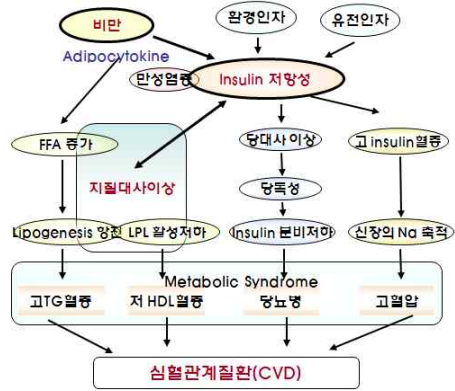 비만
환경인자
유전인자
Adipocytokine
만성염증
Insulin 저항성
FFA 증가
당대사이상
고 insulin혈증
지질대사이상
당독성
Lipogenesis 항진
LPL 활성저하
Insulin 분비저하
신장의 Na 축적
Metabolic Syndrome
고TG혈증
저 HDL혈증
당뇨병
고혈압
심혈관계질환(CVD)